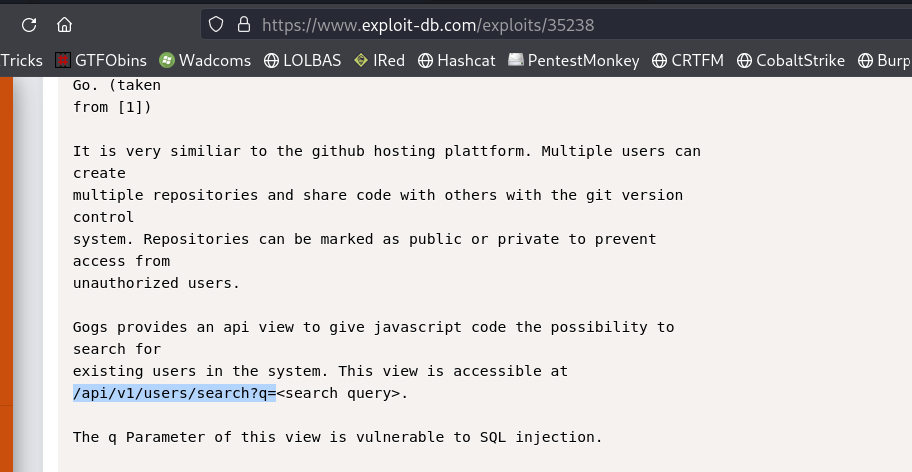 https://www.exploit-db.com/exploits/35238
Tricks GTFObins Wadcoms LOLBAS IRed Hashcat PentestMonkey CRTFM CobaltStrike Burp
Go. (taken
from [1])
It is very similiar to the github hosting plattform. Multiple users can
create
multiple repositories and share code with others with the git version
control
system. Repositories can be marked as public or private to prevent
access from
unauthorized users.
Gogs provides an api view to give javascript code the possibility to
search for
existing users in the system. This view is accessible at
/api/v1/users/search?q=<search query>.
The q Parameter of this view is vulnerable to SQL injection.